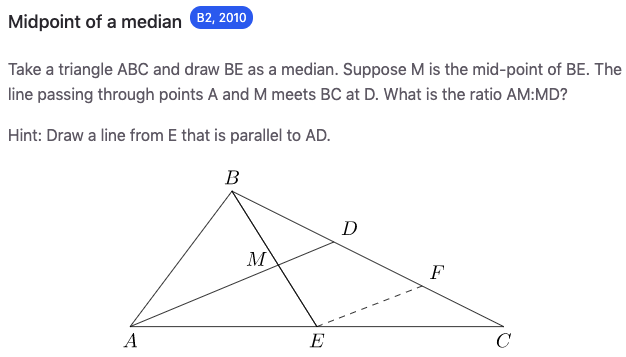 Midpoint of a median B2, 2010
Take a triangle ABC and draw BE as a median. Suppose M is the mid-point of BE. The
line passing through points A and M meets BC at D. What is the ratio AM:MD?
Hint: Draw a line from E that is parallel to AD.
B
D
M
F
A
E
C